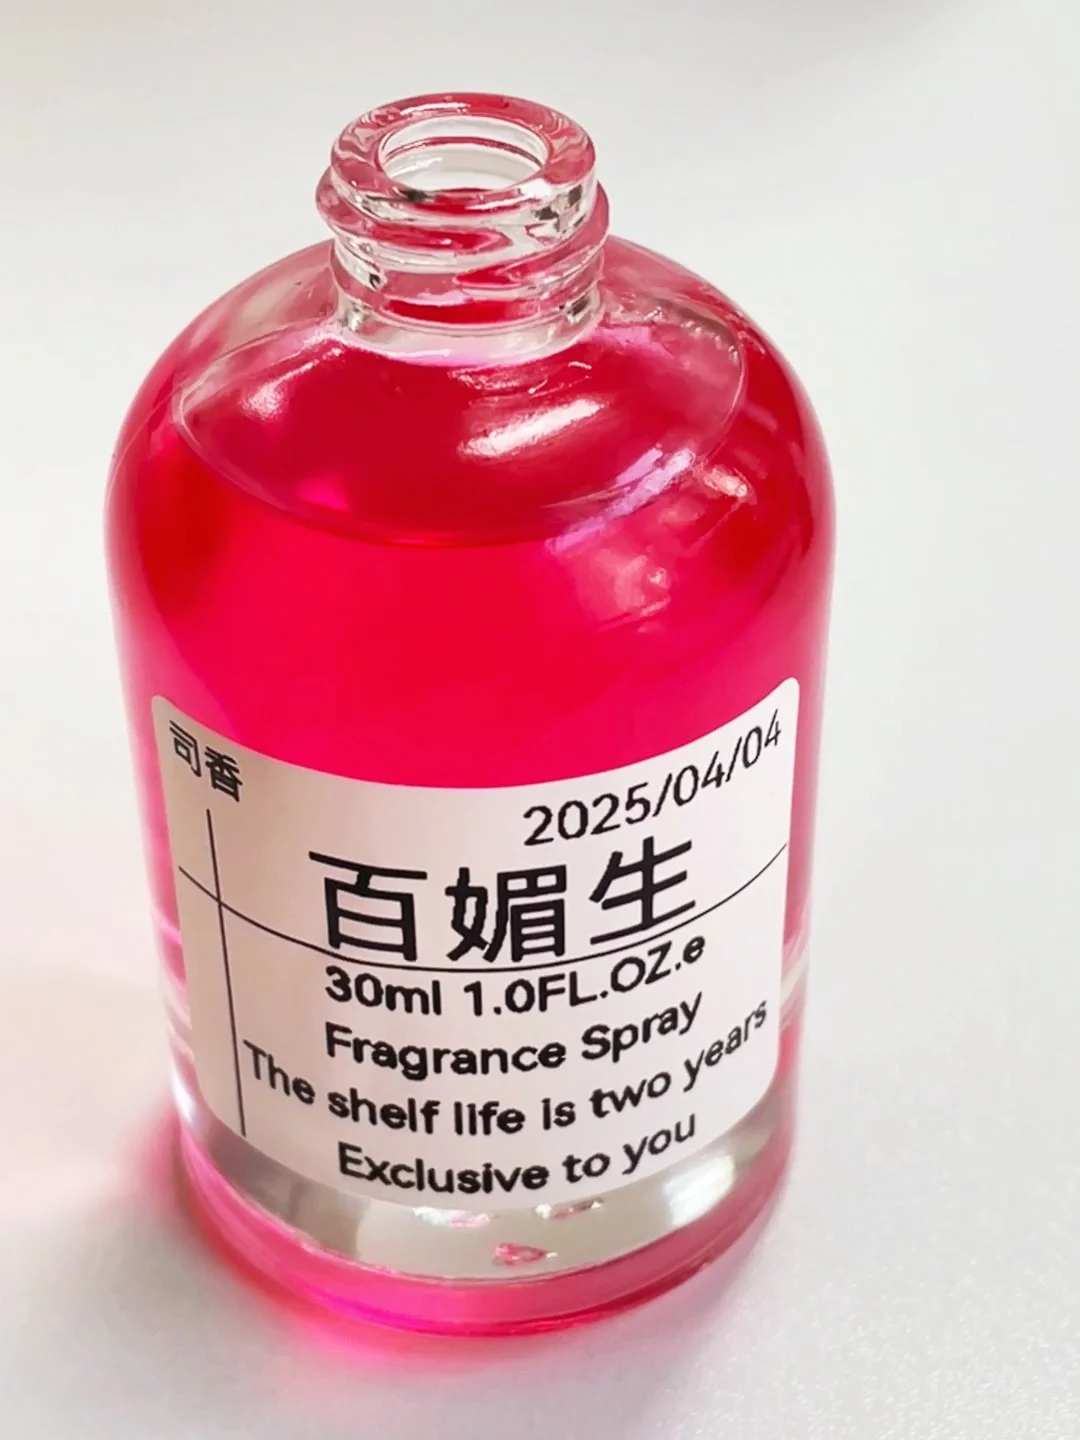 司香
2025/04/04
百媚生
30ml 1.0FL.OZ.e
Fragrance Spray
The shelf life is two years
Exclusive to you